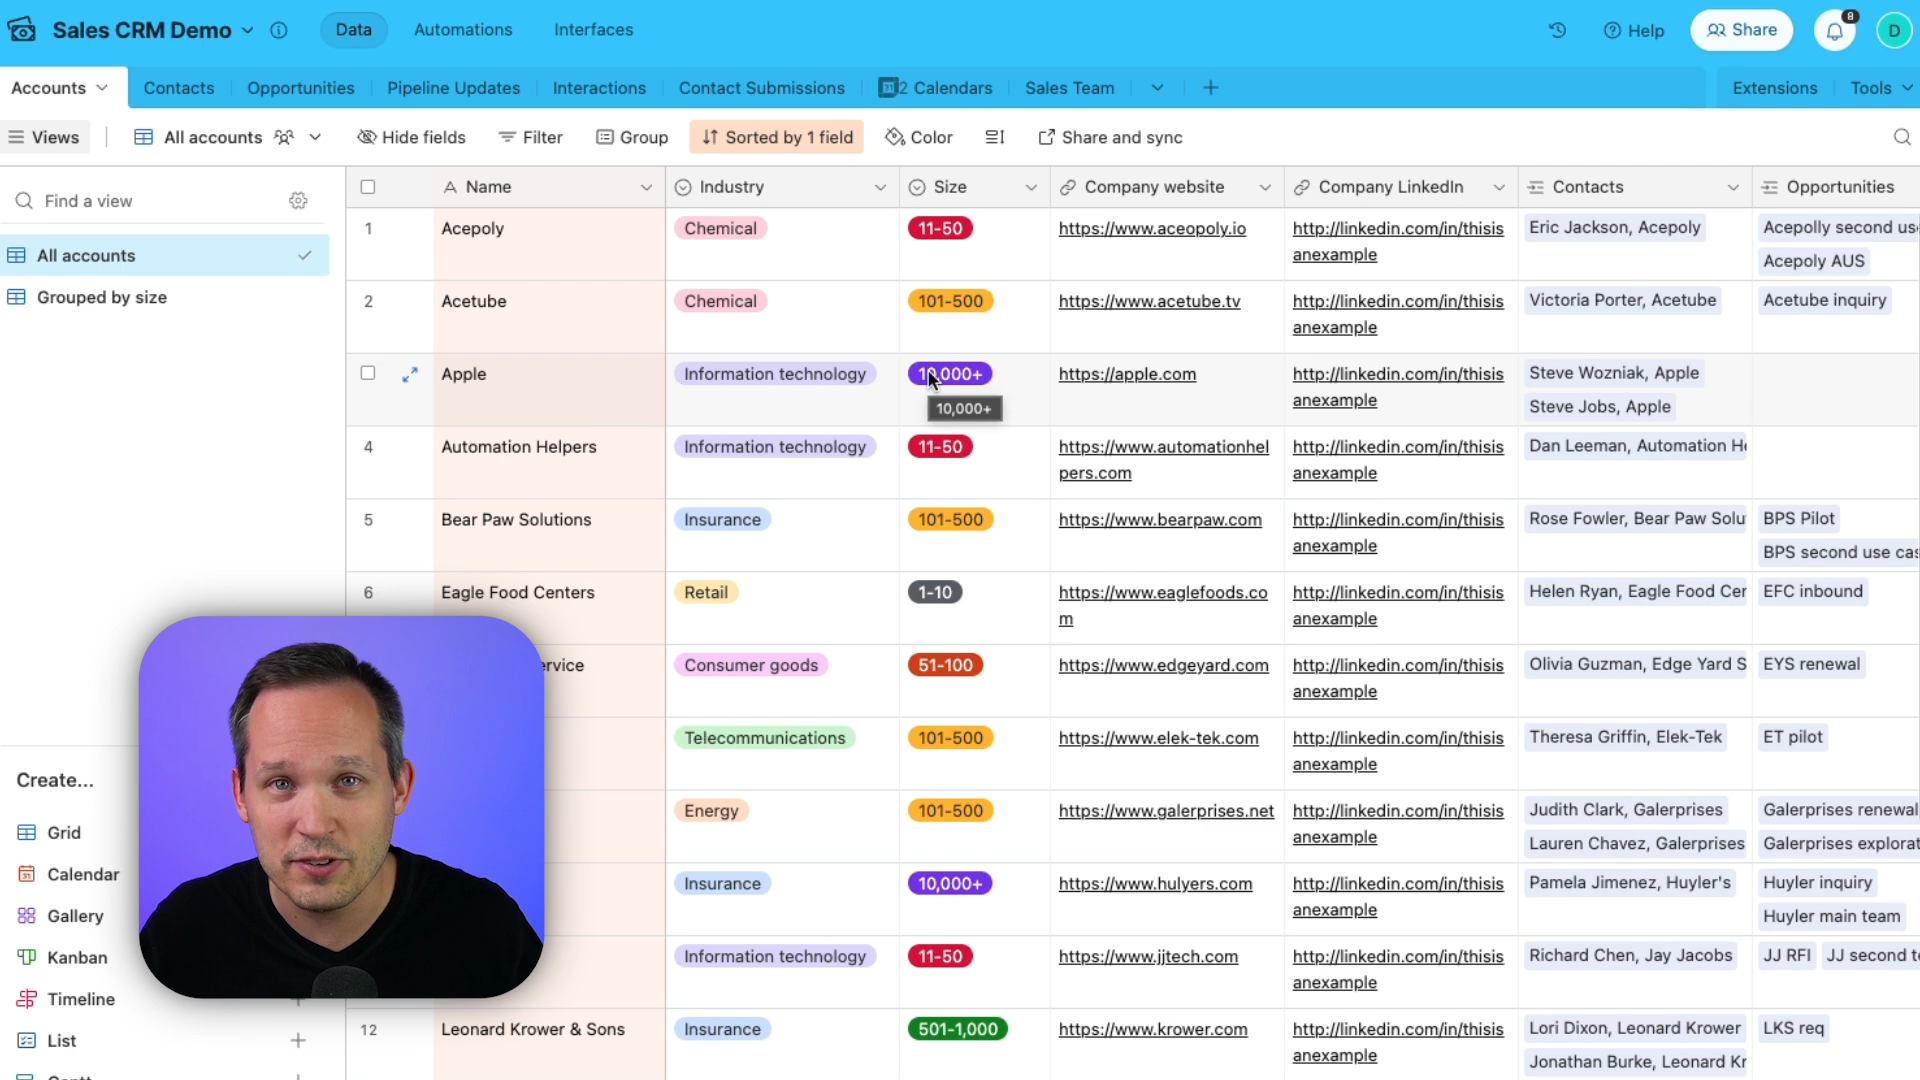 Sales CRM Demo
Data
Automations
Interfaces
Help
Share
8
D
Accounts
Contacts
Opportunities
Pipeline Updates
Interactions
Contact Submissions
2 Calendars
Sales Team
Extensions
Tools
Views
All accounts
Hide fields
Filter
Group
Sorted by 1 field
Color
Share and sync
Find a view
All accounts
Grouped by size
Create...
Grid
Calendar
Gallery
Kanban
Timeline
List
Name
Industry
Size
Company website
Company LinkedIn
Contacts
Opportunities
1
Acepoly
Chemical
11-50
https://www.aceopoly.io
http://linkedin.com/in/thisis
anexample
Eric Jackson, Acepoly
Acepolly second us
Acepoly AUS
2
Acetube
Chemical
101-500
https://www.acetube.tv
http://linkedin.com/in/thisis
anexample
Victoria Porter, Acetube
Acetube inquiry
Apple
Information technology
10,000+
10,000+
https://apple.com
http://linkedin.com/in/thisis
anexample
Steve Wozniak, Apple
Steve Jobs, Apple
4
Automation Helpers
Information technology
11-50
https://www.automationhel
pers.com
http://linkedin.com/in/thisis
anexample
Dan Leeman, Automation He
5
Bear Paw Solutions
Insurance
101-500
https://www.bearpaw.com
http://linkedin.com/in/thisis
anexample
Rose Fowler, Bear Paw Solu
BPS Pilot
BPS second use cas
6
Eagle Food Centers
Retail
1-10
https://www.eaglefoods.co
m
http://linkedin.com/in/thisis
anexample
Helen Ryan, Eagle Food Cer
EFC inbound
ervice
Consumer goods
51-100
https://www.edgeyard.com
http://linkedin.com/in/thisis
anexample
Olivia Guzman, Edge Yard S
EYS renewal
Telecommunications
101-500
https://www.elek-tek.com
http://linkedin.com/in/thisis
anexample
Theresa Griffin, Elek-Tek
ET pilot
Energy
101-500
https://www.galerprises.net
http://linkedin.com/in/thisis
anexample
Judith Clark, Galerprises
Lauren Chavez, Galerprises
Galerprises renewal
Galerprises explorat
Insurance
10,000+
https://www.hulyers.com
http://linkedin.com/in/thisis
anexample
Pamela Jimenez, Huyler's
Huyler inquiry
Huyler main team
Information technology
11-50
https://www.jjtech.com
http://linkedin.com/in/thisis
anexample
Richard Chen, Jay Jacobs
JJ RFI
JJ second t
12
Leonard Krower & Sons
Insurance
501-1,000
https://www.krower.com
http://linkedin.com/in/thisis
anexample
Lori Dixon, Leonard Krower
Jonathan Burke, Leonard Kr
LKS req